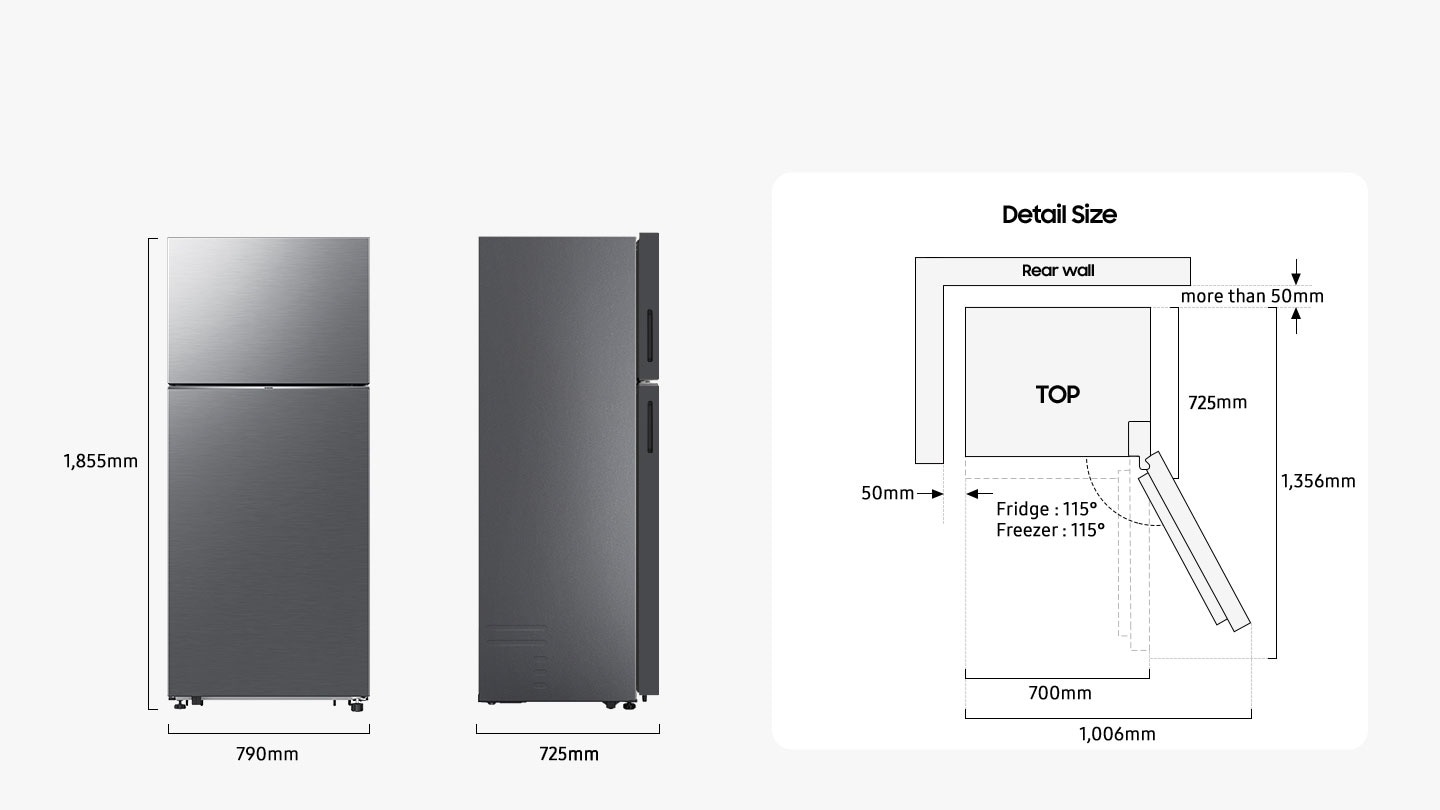 1,855mm
790mm
725mm
Detail Size
Rear wall
more than 50mm
TOP
725mm
1,356mm
50mm
Fridge : 115°
Freezer : 115°
700mm
1,006mm